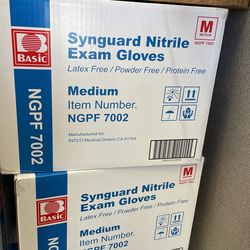 BASIC
NGPF 7002
Synguard Nitrile
Exam Gloves
Latex Free / Powder Free / Protein Free
M
MEDIUM
NGPF 7002
Medium
Item Number.
NGPF 7002
Manufactured for:
INTCO Medical, Ontario, CA 91764
BASIC
NGPF
Synguard Nitrile
Exam Gloves
Latex Free / Powder Free / Protein Free
M
Medium
Item Number.
NGPF 7002